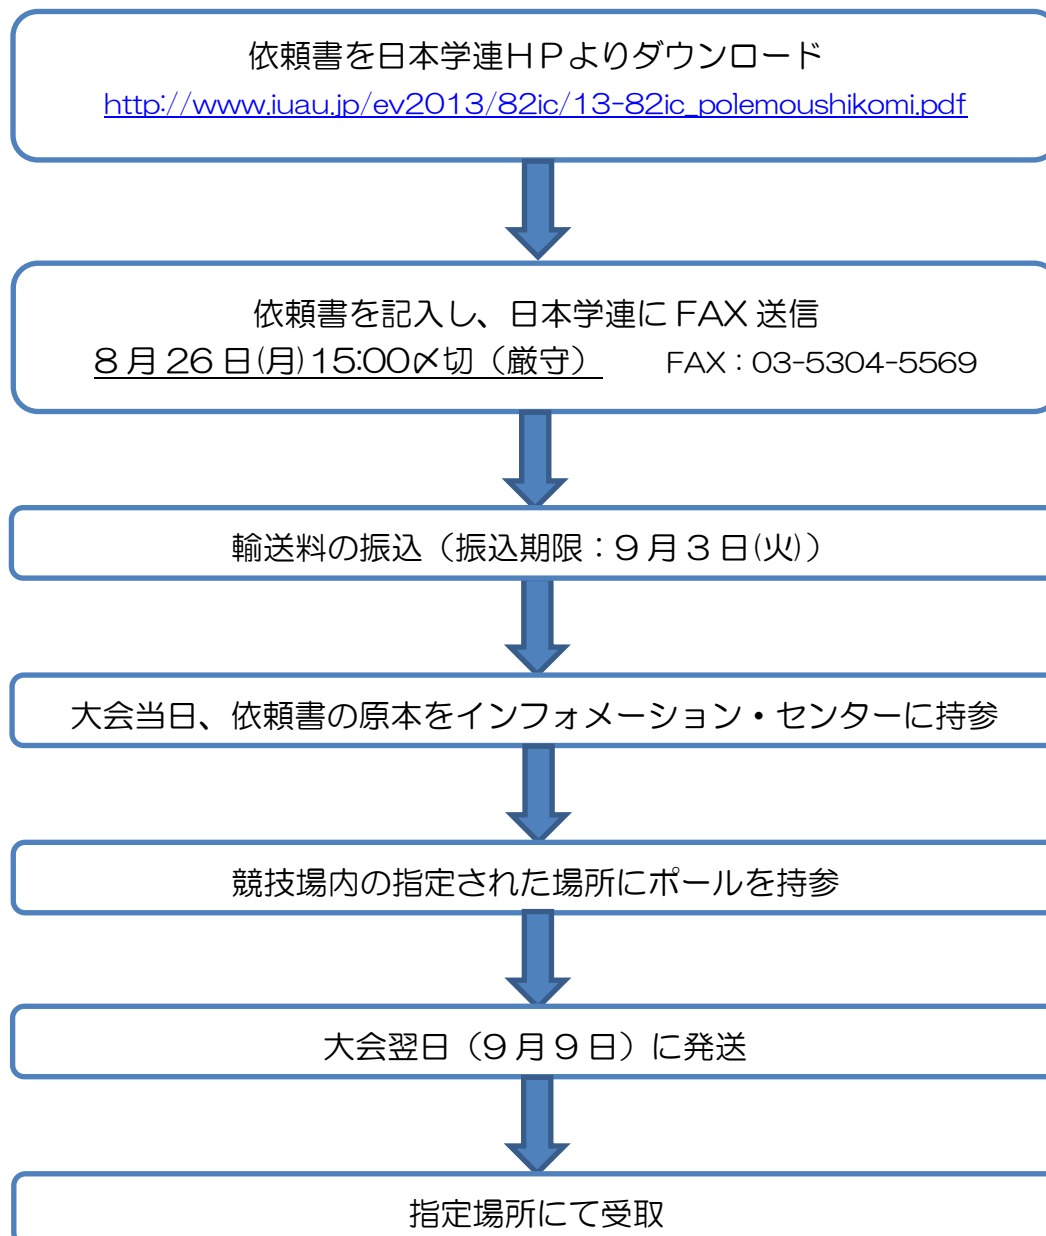 依頼書を日本学連ＨＰよりダウンロード
http://www.iuau.jp/ev2013/82ic/13-82ic_polemoushikomi.pdf
依頼書を記入し、日本学連に FAX 送信
８月 26 日(月)15:00〆切（厳守） FAX：03-5304-5569
輸送料の振込（振込期限：９月３日(火)）
大会当日、依頼書の原本をインフォメーション・センターに持参
競技場内の指定された場所にポールを持参
大会翌日（９月９日）に発送
指定場所にて受取